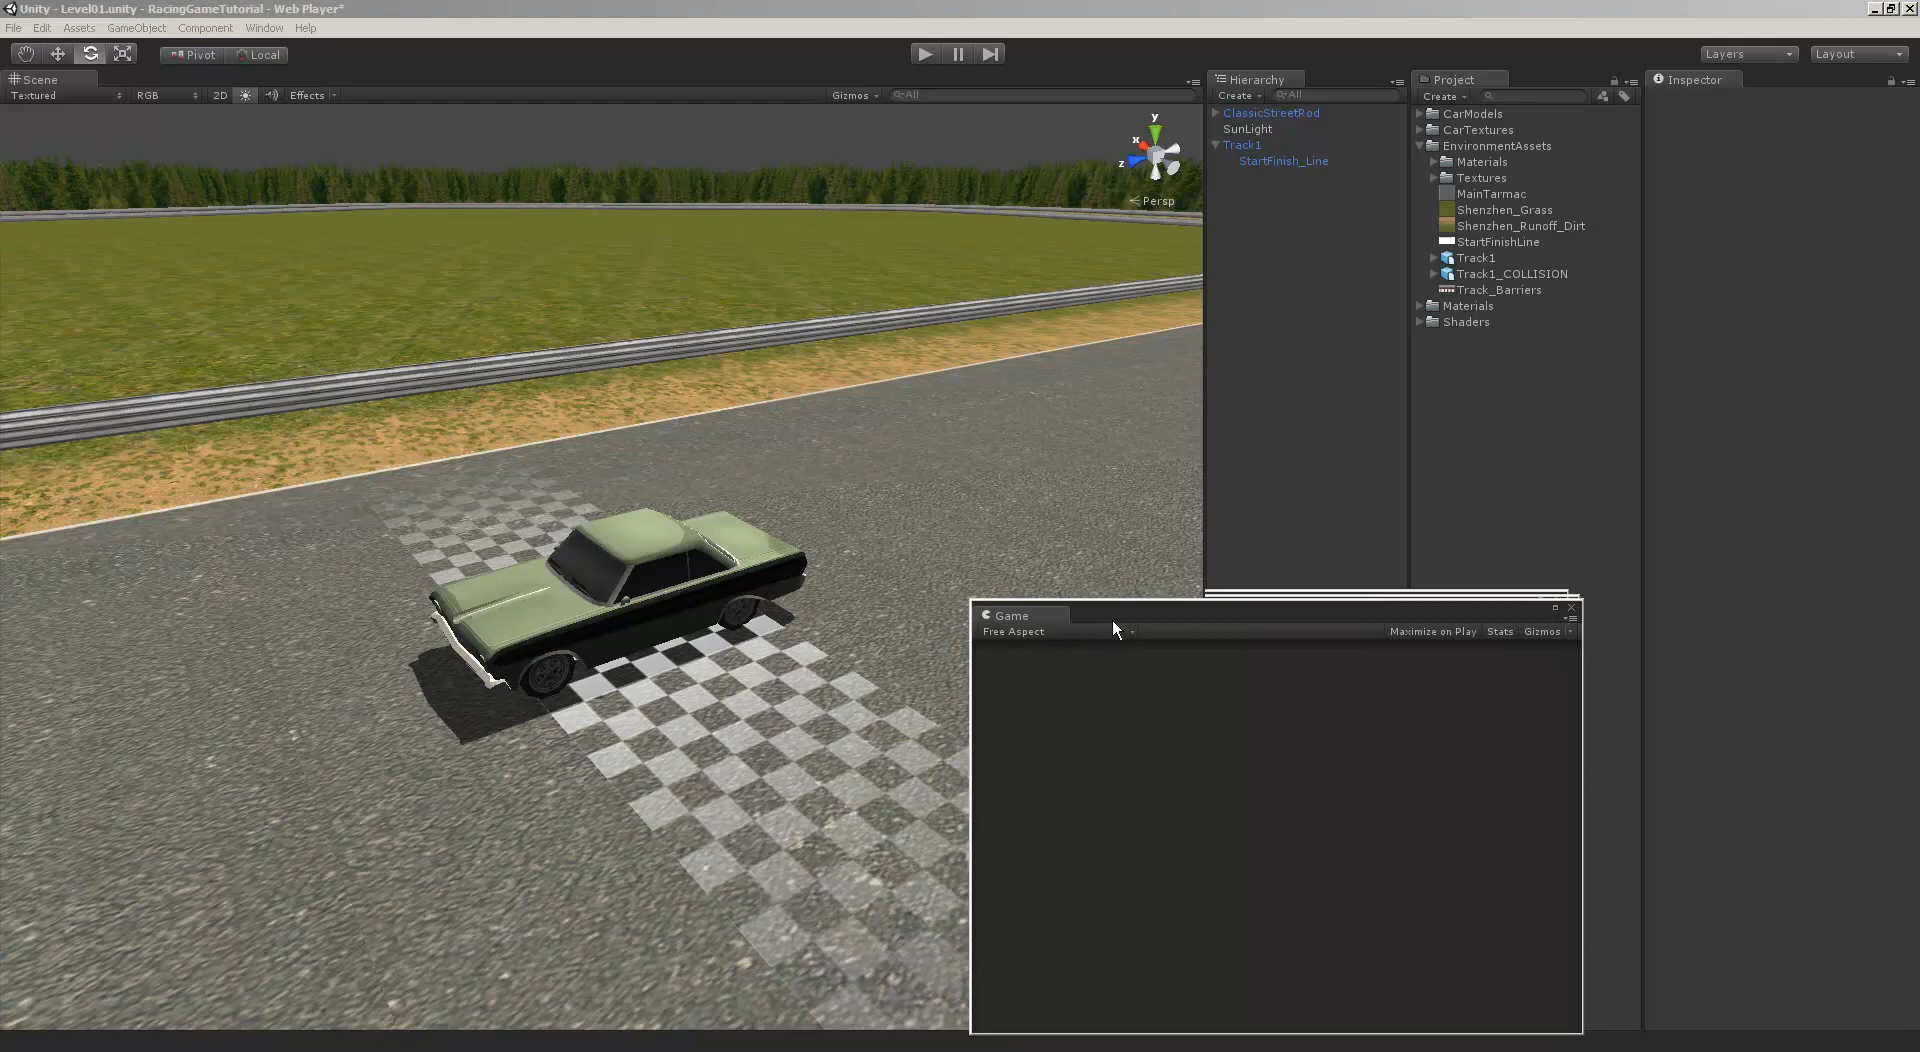 Unity - Level01.unity - RacingGameTutorial - Web Player*
File Edit Assets GameObject Component Window Help
Pivot Local Layers Layout
Scene
Textured RGB 2D Effects Gizmos All
y
x
z
Persp
Hierarchy
Create All
ClassicStreetRod
SunLight
Track1
StartFinish_Line
Project
Create
CarModels
CarTextures
EnvironmentAssets
Materials
Textures
MainTarmac
Shenzhen_Grass
Shenzhen_Runoff_Dirt
StartFinishLine
Track1
Track1_COLLISION
Track_Barriers
Materials
Shaders
Inspector
Game
Free Aspect Maximize on Play Stats Gizmos